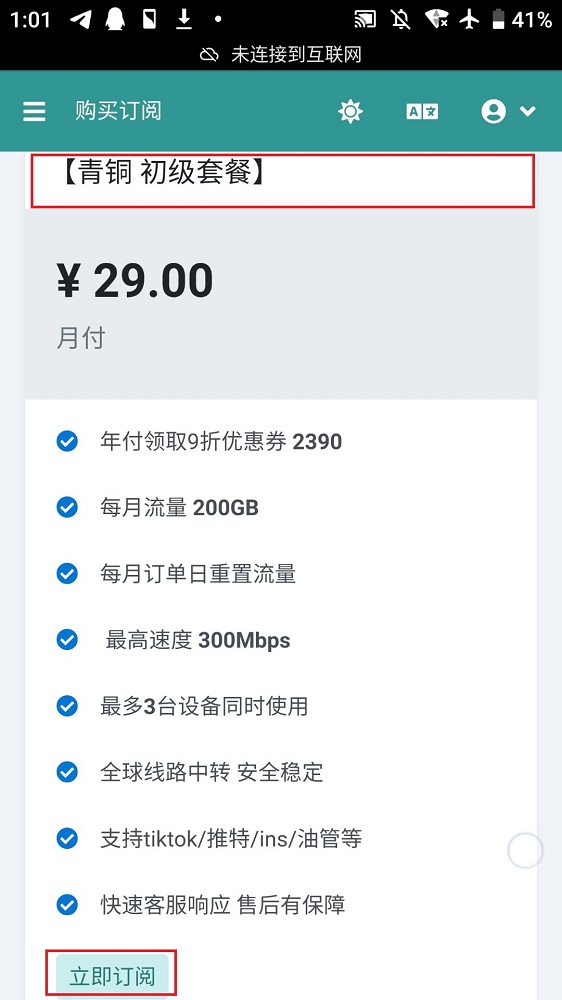 1:01
41%
未连接到互联网
购买订阅
A 文
【青铜 初级套餐】
¥ 29.00
月付
年付领取9折优惠券 2390
每月流量 200GB
每月订单日重置流量
最高速度 300Mbps
最多3台设备同时使用
全球线路中转 安全稳定
支持tiktok/推特/ins/油管等
快速客服响应 售后有保障
立即订阅